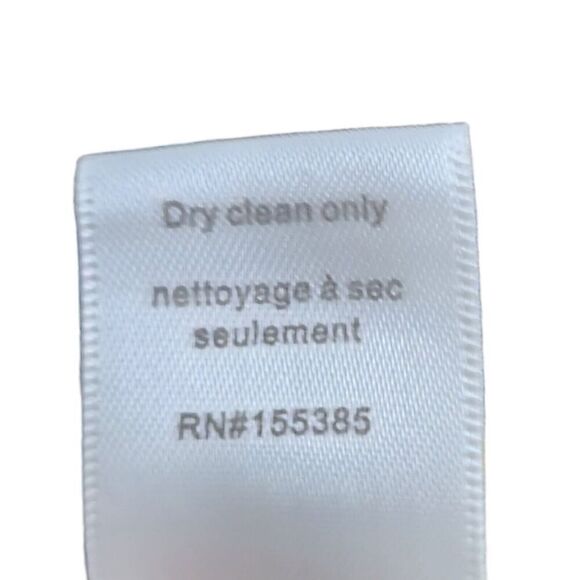 Dry clean only
nettoyage à sec
seulement
RN#155385